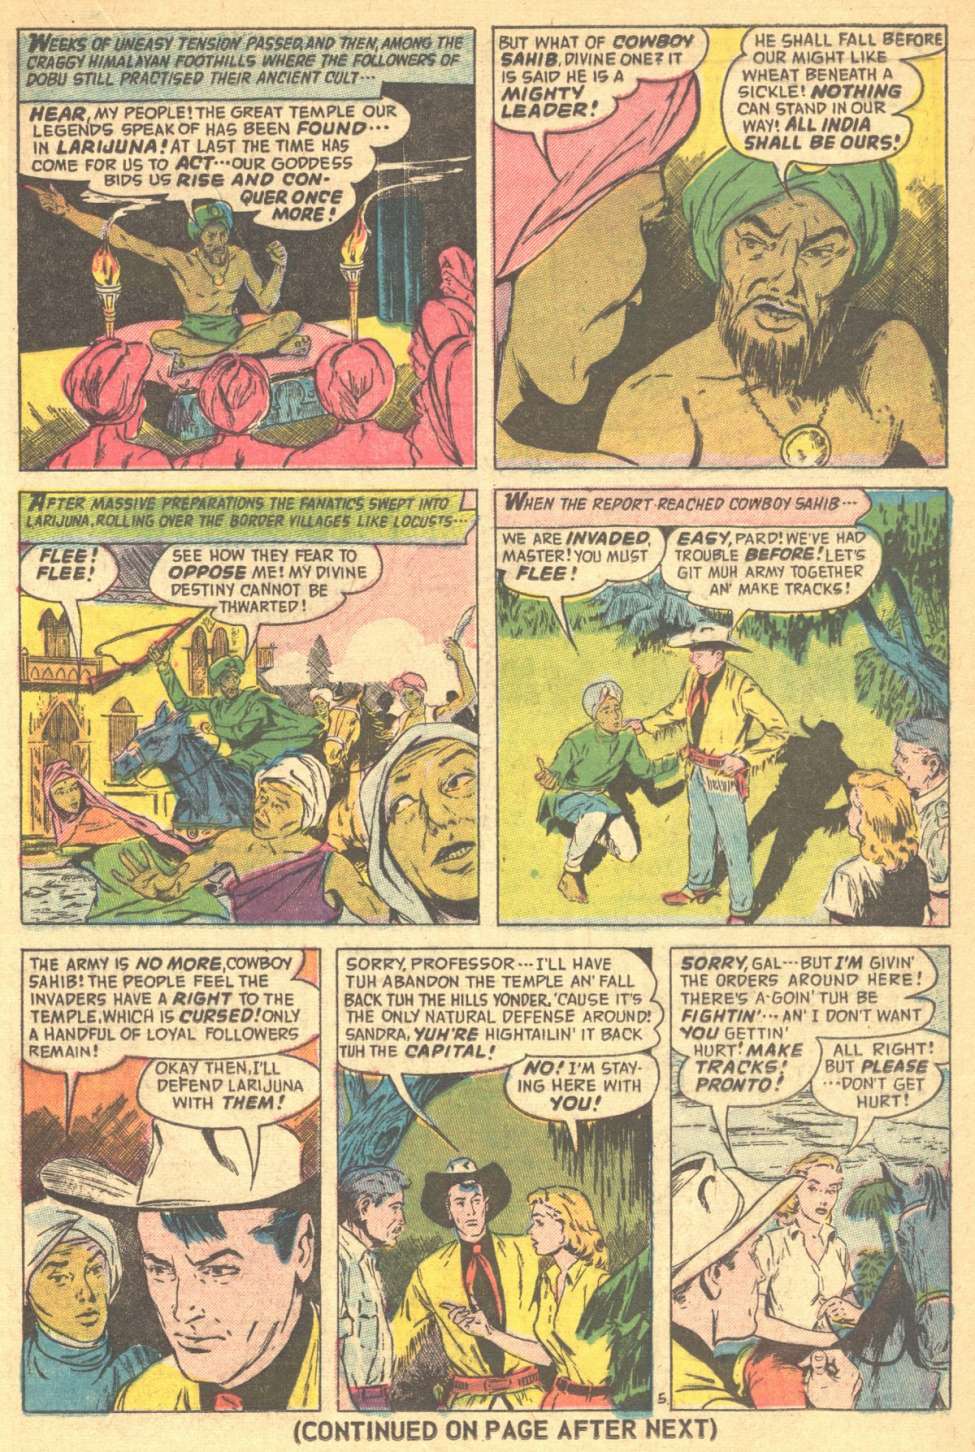 WEEKS OF UNEASY TENSION PASSED, AND THEN, AMONG THE
CRAGGY HIMALAYAN FOOTHILLS WHERE THE FOLLOWERS OF
DOBU STILL PRACTISED THEIR ANCIENT CULT...
HEAR, MY PEOPLE! THE GREAT TEMPLE OUR
LEGENDS SPEAK OF HAS BEEN FOUND...
IN LARIJUNA! AT LAST THE TIME HAS
COME FOR US TO ACT... OUR GODDESS
BIDS US RISE AND CON-
QUER ONCE
MORE!
BUT WHAT OF COWBOY
SAHIB, DIVINE ONE? IT
IS SAID HE IS A
MIGHTY
LEADER!
HE SHALL FALL BEFORE
OUR MIGHT LIKE
WHEAT BENEATH A
SICKLE! NOTHING
CAN STAND IN OUR
WAY! ALL INDIA
SHALL BE OURS!
AFTER MASSIVE PREPARATIONS THE FANATICS SWEPT INTO
LARIJUNA, ROLLING OVER THE BORDER VILLAGES LIKE LOCUSTS...
FLEE!
FLEE!
SEE HOW THEY FEAR TO
OPPOSE ME! MY DIVINE
DESTINY CANNOT BE
THWARTED!
WHEN THE REPORT REACHED COWBOY SAHIB...
WE ARE INVADED,
MASTER! YOU MUST
FLEE!
EASY, PARD! WE'VE HAD
TROUBLE BEFORE! LET'S
GIT MUH ARMY TOGETHER
AN' MAKE TRACKS!
THE ARMY IS NO MORE, COWBOY
SAHIB! THE PEOPLE FEEL THE
INVADERS HAVE A RIGHT TO THE
TEMPLE, WHICH IS CURSED! ONLY
A HANDFUL OF LOYAL FOLLOWERS
REMAIN!
OKAY THEN, I'LL
DEFEND LARIJUNA
WITH THEM!
SORRY, PROFESSOR... I'LL HAVE
TUH ABANDON THE TEMPLE AN' FALL
BACK TUH THE HILLS YONDER, 'CAUSE IT'S
THE ONLY NATURAL DEFENSE AROUND!
SANDRA, YUH'RE HIGHTAILIN' IT BACK
TUH THE CAPITAL!
NO! I'M STAY-
ING HERE WITH
YOU!
SORRY, GAL... BUT I'M GIVIN'
THE ORDERS AROUND HERE!
THERE'S A-GOIN' TUH BE
FIGHTIN'... AN' I DON'T WANT
YOU GETTIN'
HURT! MAKE
TRACKS!
PRONTO!
ALL RIGHT!
BUT PLEASE
...DON'T GET
HURT!
5
(CONTINUED ON PAGE AFTER NEXT)